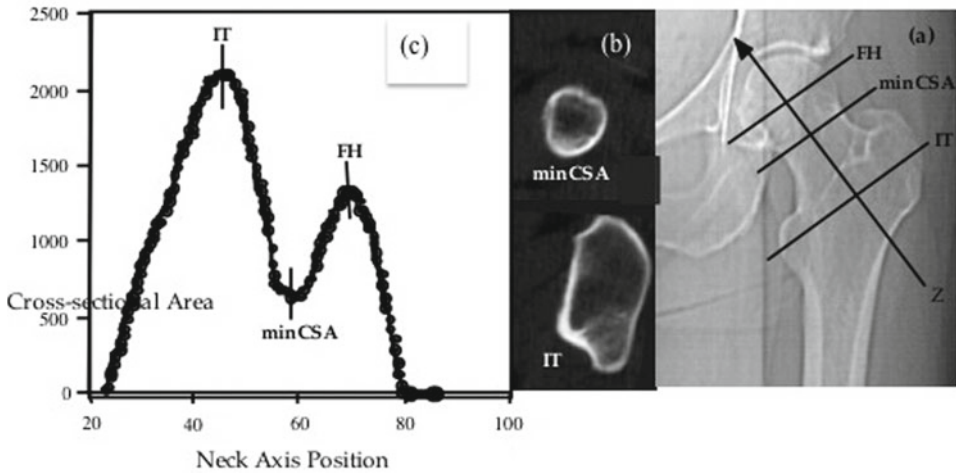 2500
2000
1500
1000
500
0
Cross-sectional Area
20
40
60
80
100
Neck Axis Position
IT
minCSA
FH
(c)
(b)
minCSA
IT
(a)
FH
minCSA
IT
Z